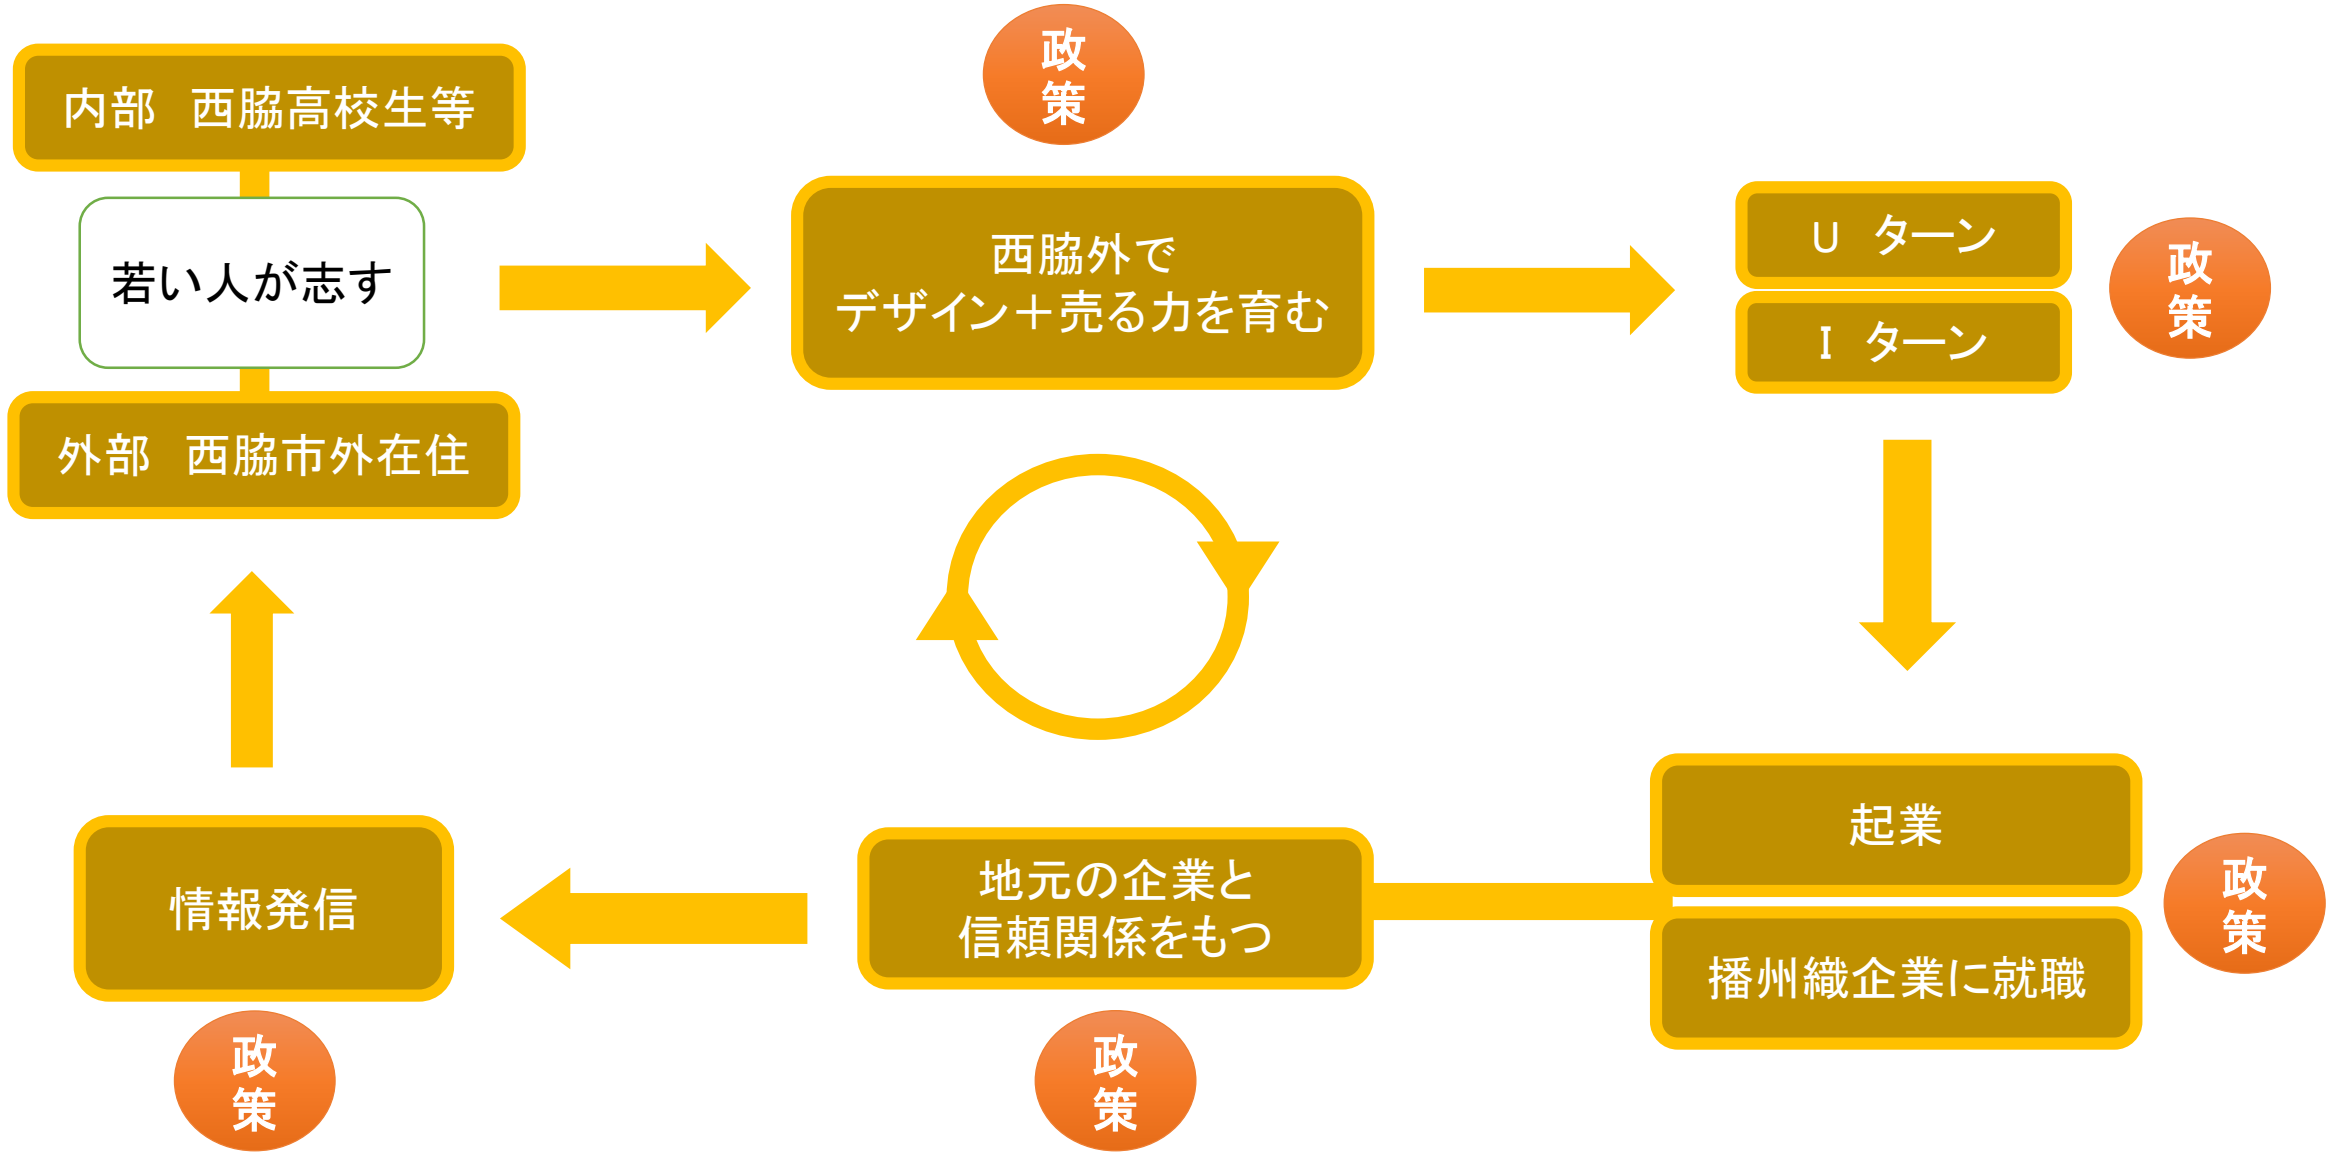 政
策
内部　西脇高校生等
若い人が志す
外部　西脇市外在住
西脇外で
デザイン＋売る力を育む
U　ターン
I　ターン
政
策
起業
播州織企業に就職
政
策
地元の企業と
信頼関係をもつ
政
策
情報発信
政
策